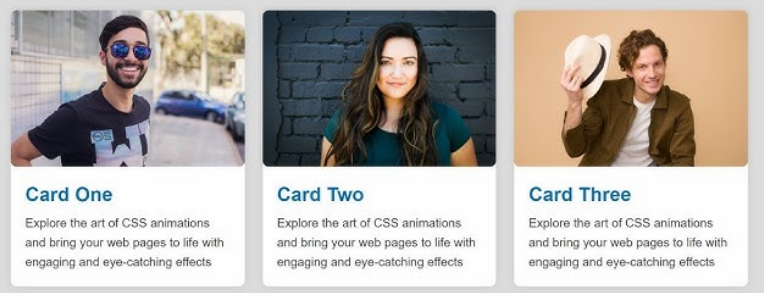 Card One
Explore the art of CSS animations
and bring your web pages to life with
engaging and eye-catching effects
Card Two
Explore the art of CSS animations
and bring your web pages to life with
engaging and eye-catching effects
Card Three
Explore the art of CSS animations
and bring your web pages to life with
engaging and eye-catching effects